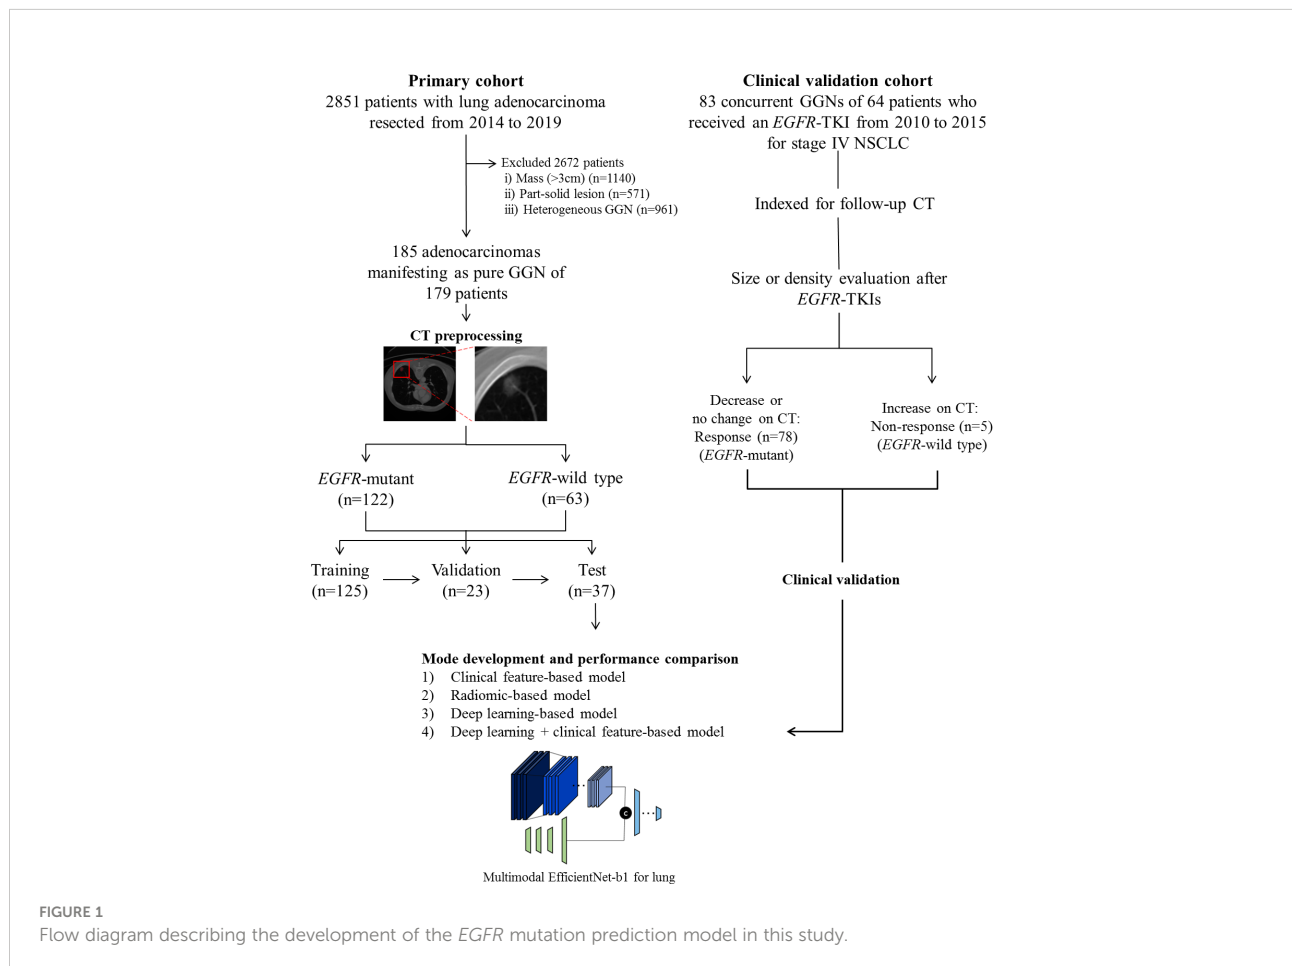 Primary cohort
2851 patients with lung adenocarcinoma
resected from 2014 to 2019
Excluded 2672 patients
i) Mass (>3cm) (n=1140)
ii) Part-solid lesion (n=571)
iii) Heterogeneous GGN (n=961)
185 adenocarcinomas
manifesting as pure GGN of
179 patients
CT preprocessing
EGFR-mutant
(n=122)
EGFR-wild type
(n=63)
Training
(n=125)
Validation
(n=23)
Test
(n=37)
Clinical validation cohort
83 concurrent GGNs of 64 patients who
received an EGFR-TKI from 2010 to 2015
for stage IV NSCLC
Indexed for follow-up CT
Size or density evaluation after
EGFR-TKIs
Decrease or
no change on CT:
Response (n=78)
(EGFR-mutant)
Increase on CT:
Non-response (n=5)
(EGFR-wild type)
Clinical validation
Mode development and performance comparison
1) Clinical feature-based model
2) Radiomic-based model
3) Deep learning-based model
4) Deep learning + clinical feature-based model
C
Multimodal EfficientNet-b1 for lung
FIGURE 1
Flow diagram describing the development of the EGFR mutation prediction model in this study.